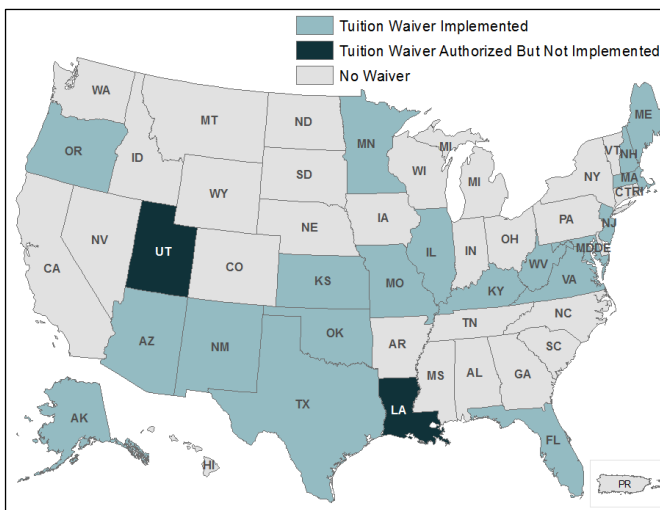 Tuition Waiver Implemented
Tuition Waiver Authorized But Not Implemented
No Waiver
WA
MT
ND
MN
MI
ME
VT
NH
OR
ID
SD
WI
NY
MA
WY
MI
CT
RI
IA
PA
NE
NJ
OH
NV
IL
IN
MD
DE
UT
CO
WV
CA
KS
MO
VA
KY
NC
TN
AZ
NM
OK
AR
SC
MS
AL
GA
TX
LA
AK
FL
HI
PR